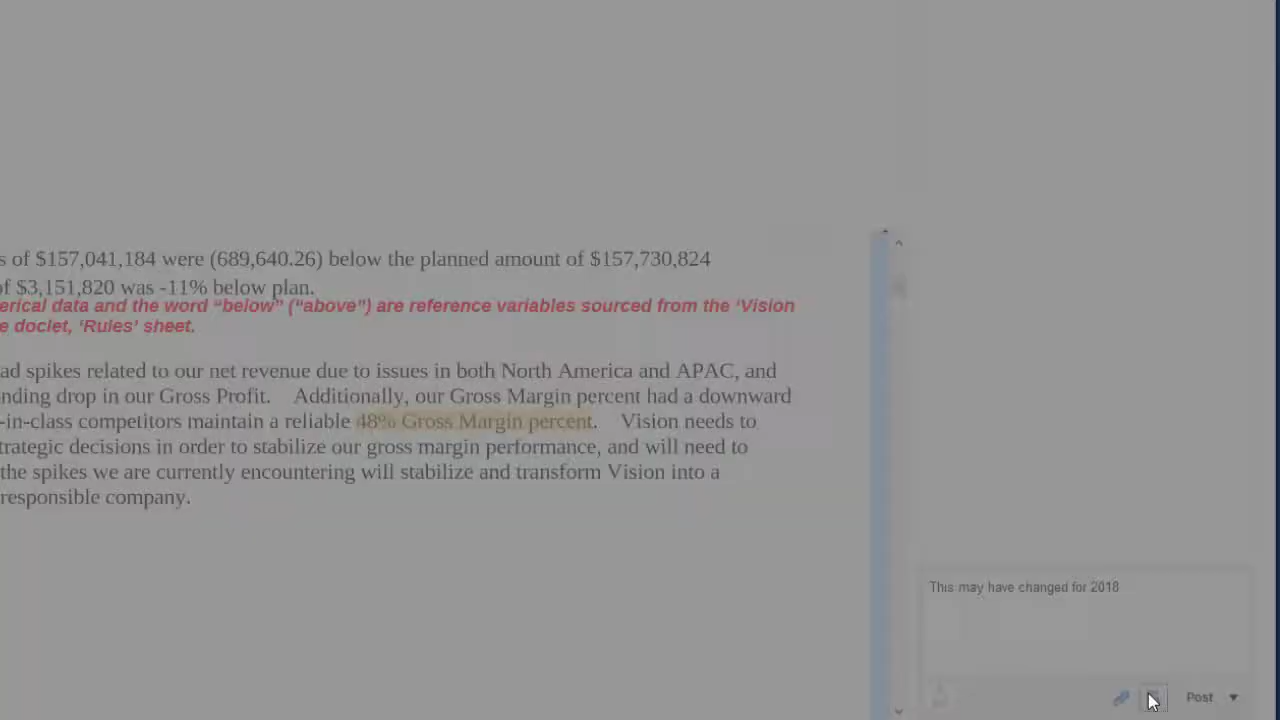 s of $157,041,184 were (689,640.26) below the planned amount of $157,730,824
of $3,151,820 was -11% below plan.
erical data and the word “below” (“above”) are reference variables sourced from the ‘Vision
e doclet, ‘Rules’ sheet.
ad spikes related to our net revenue due to issues in both North America and APAC, and
nding drop in our Gross Profit. Additionally, our Gross Margin percent had a downward
-in-class competitors maintain a reliable 48% Gross Margin percent. Vision needs to
trategic decisions in order to stabilize our gross margin performance, and will need to
the spikes we are currently encountering will stabilize and transform Vision into a
responsible company.
This may have changed for 2018
Post